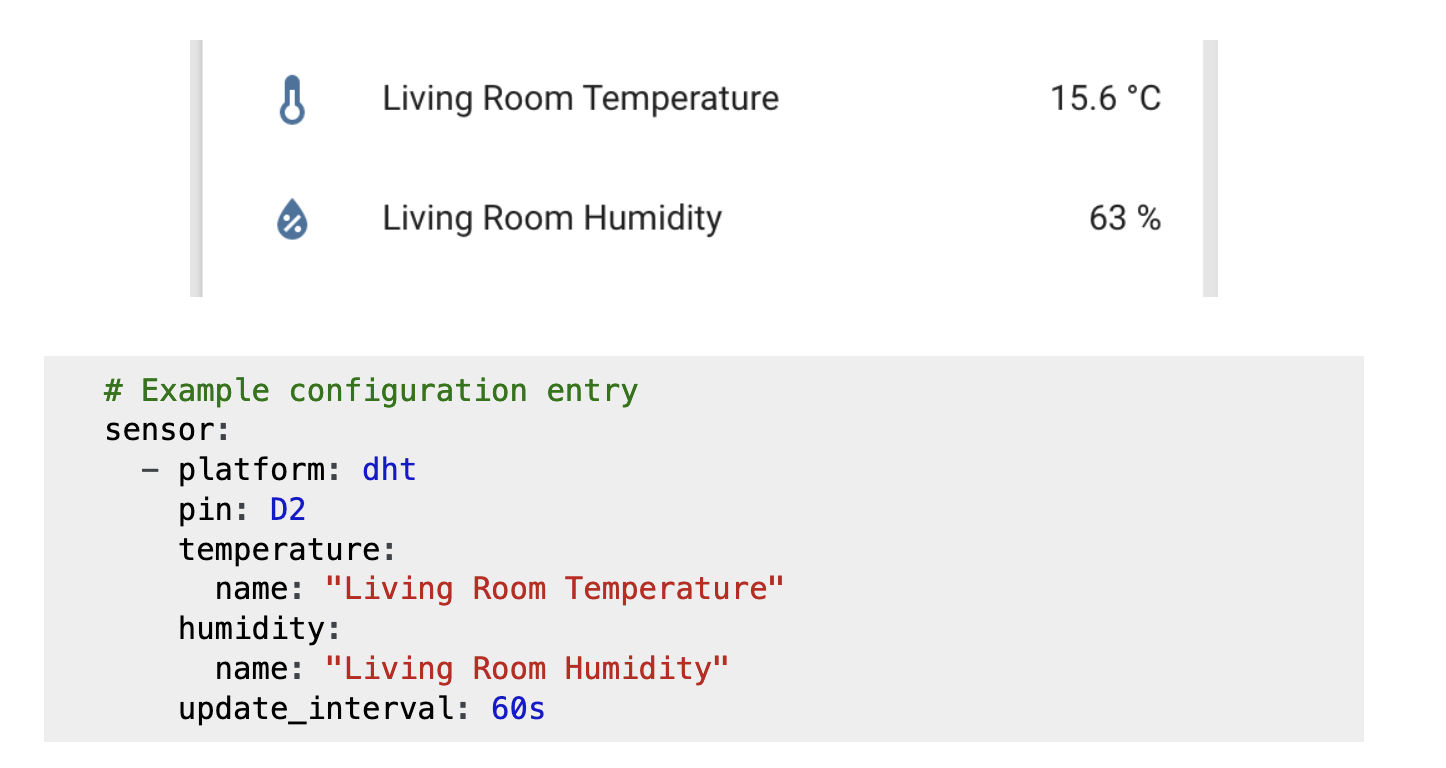 Living Room Temperature 15.6 °C
Living Room Humidity 63 %
# Example configuration entry
sensor:
  - platform: dht
    pin: D2
    temperature:
      name: "Living Room Temperature"
    humidity:
      name: "Living Room Humidity"
    update_interval: 60s